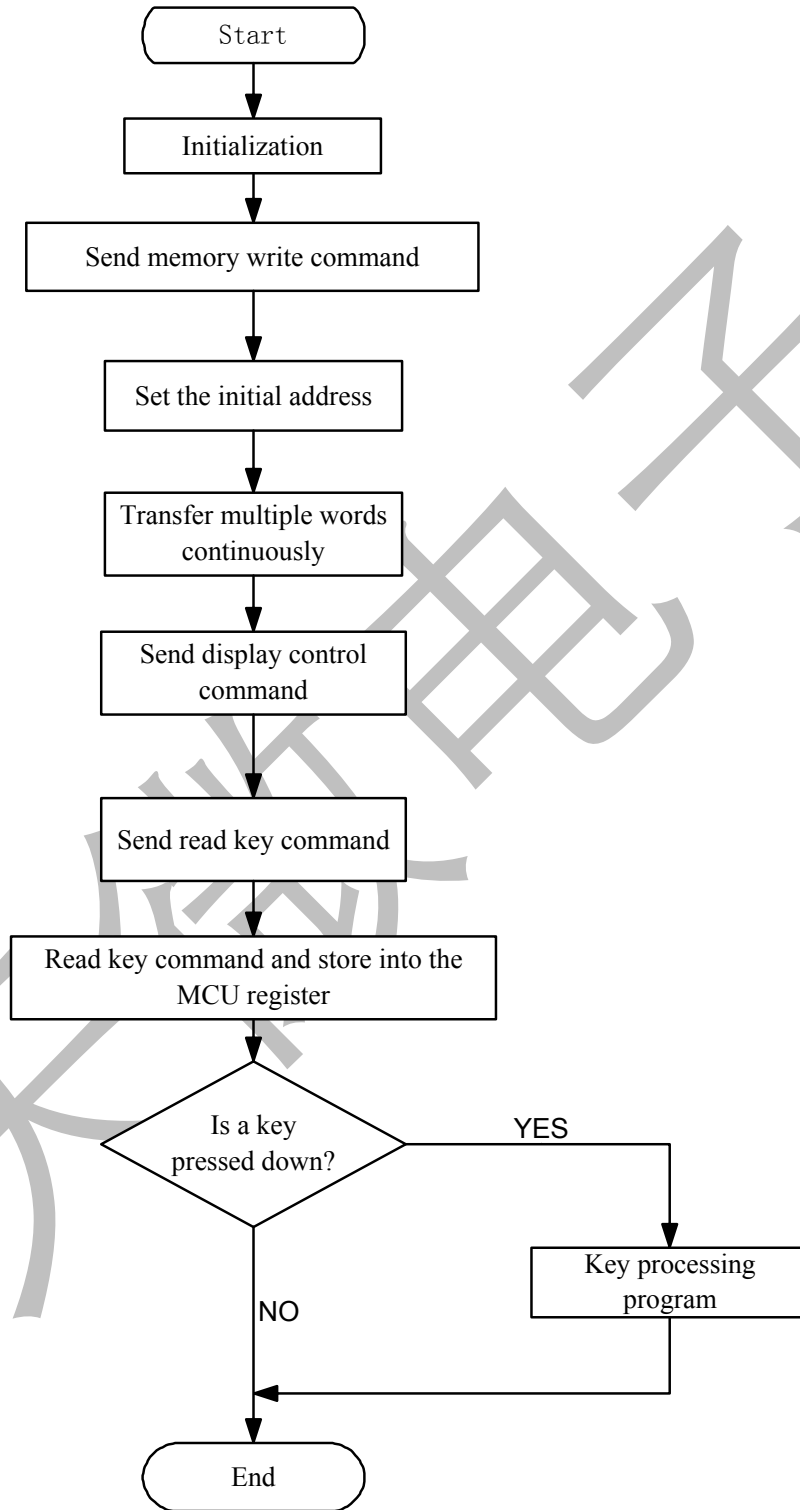 Start
Initialization
Send memory write command
Set the initial address
Transfer multiple words
continuously
Send display control
command
Send read key command
Read key command and store into the
MCU register
Is a key
pressed down?
YES
Key processing
program
NO
End